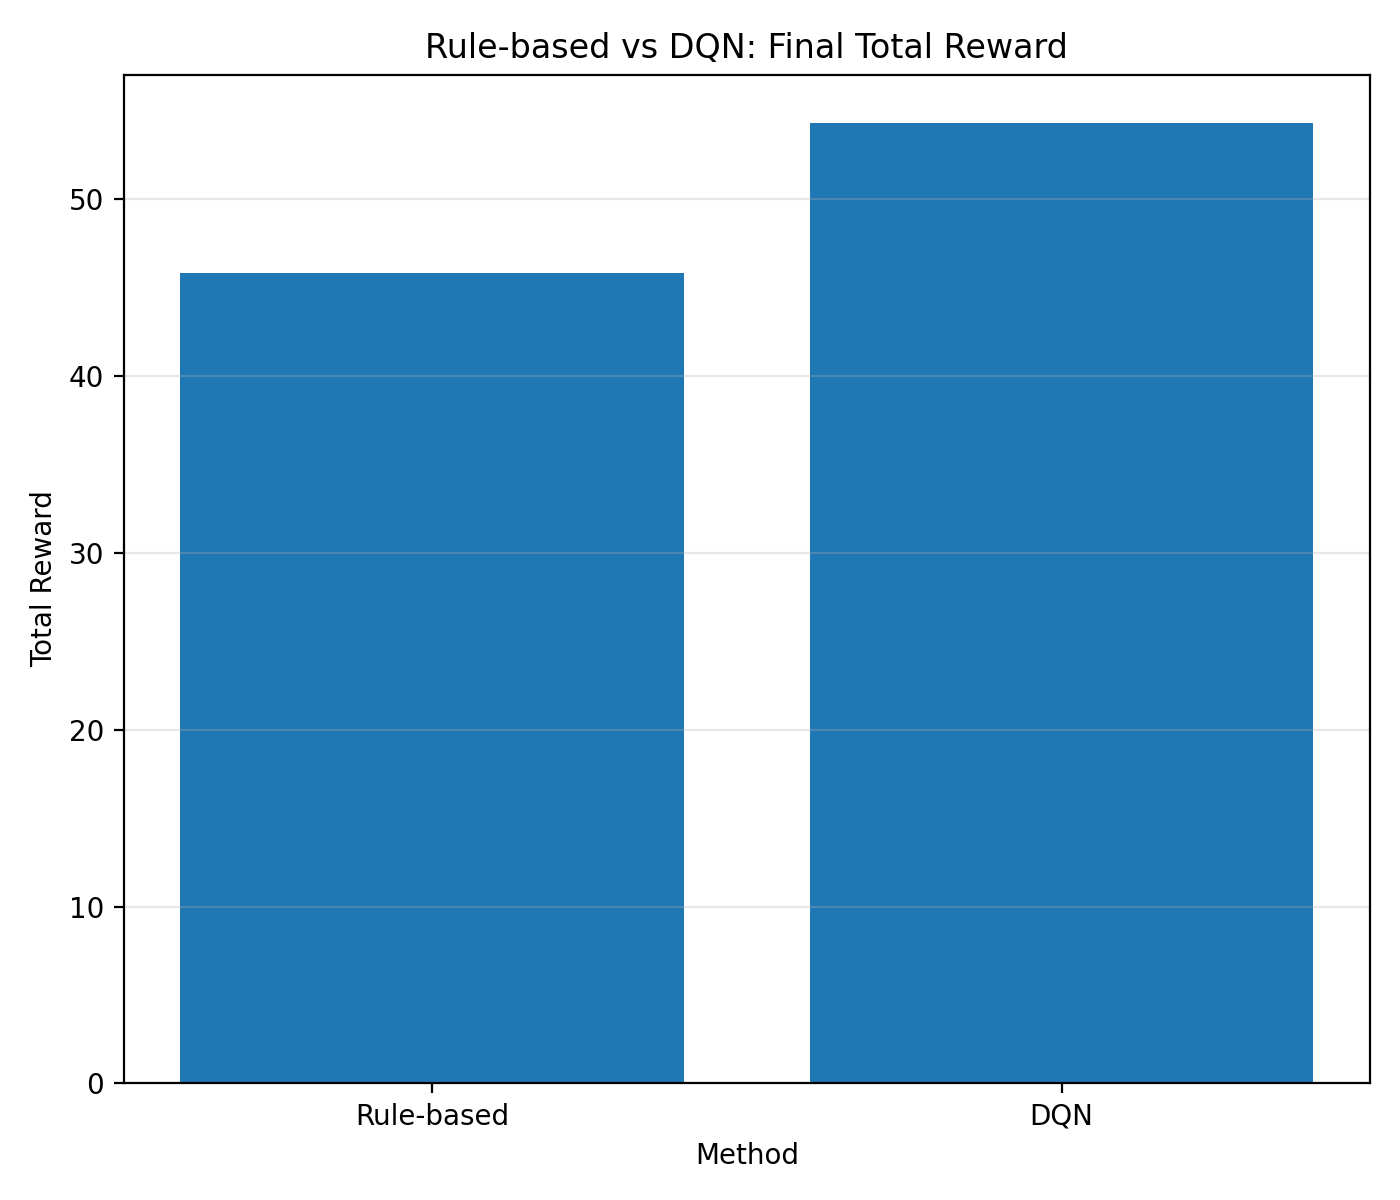 Rule-based vs DQN: Final Total Reward
Total Reward
50
40
30
20
10
0
Rule-based
DQN
Method